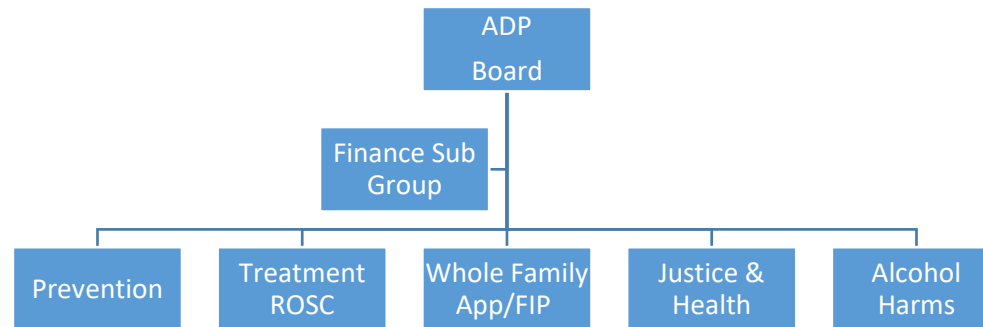 ADP
Board
Finance Sub
Group
Prevention
Treatment
ROSC
Whole Family
App/FIP
Justice &
Health
Alcohol
Harms